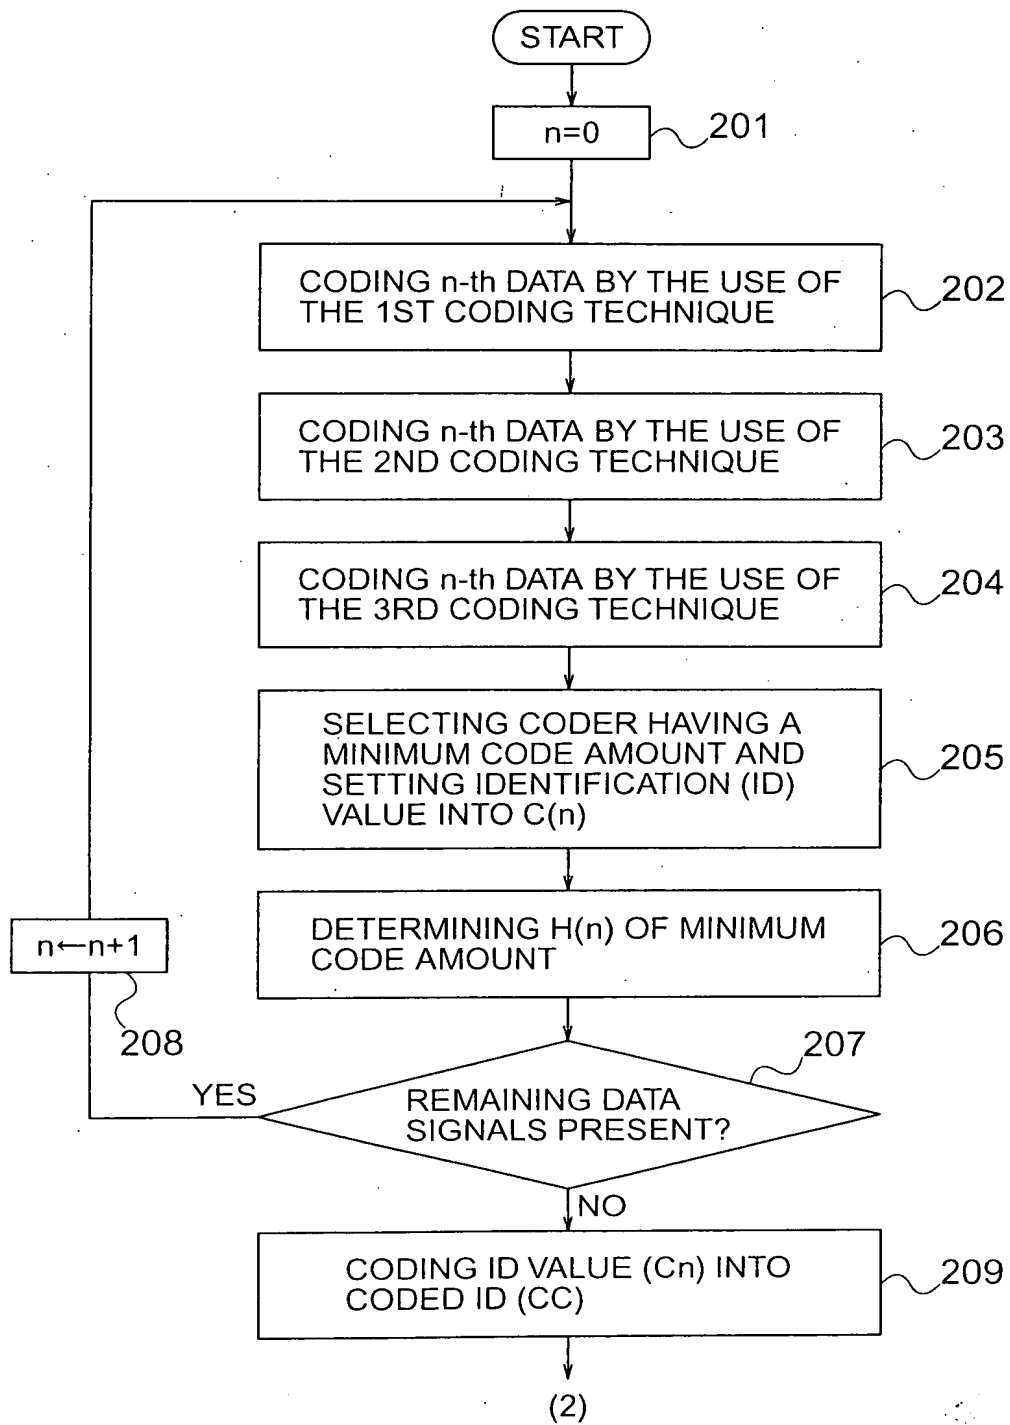 START
n=0
201
CODING n-th DATA BY THE USE OF
THE 1ST CODING TECHNIQUE
202
CODING n-th DATA BY THE USE OF
THE 2ND CODING TECHNIQUE
203
CODING n-th DATA BY THE USE OF
THE 3RD CODING TECHNIQUE
204
SELECTING CODER HAVING A
MINIMUM CODE AMOUNT AND
SETTING IDENTIFICATION (ID)
VALUE INTO C(n)
205
DETERMINING H(n) OF MINIMUM
CODE AMOUNT
206
n←n+1
208
207
YES
REMAINING DATA
SIGNALS PRESENT?
NO
CODING ID VALUE (Cn) INTO
CODED ID (CC)
209
(2)